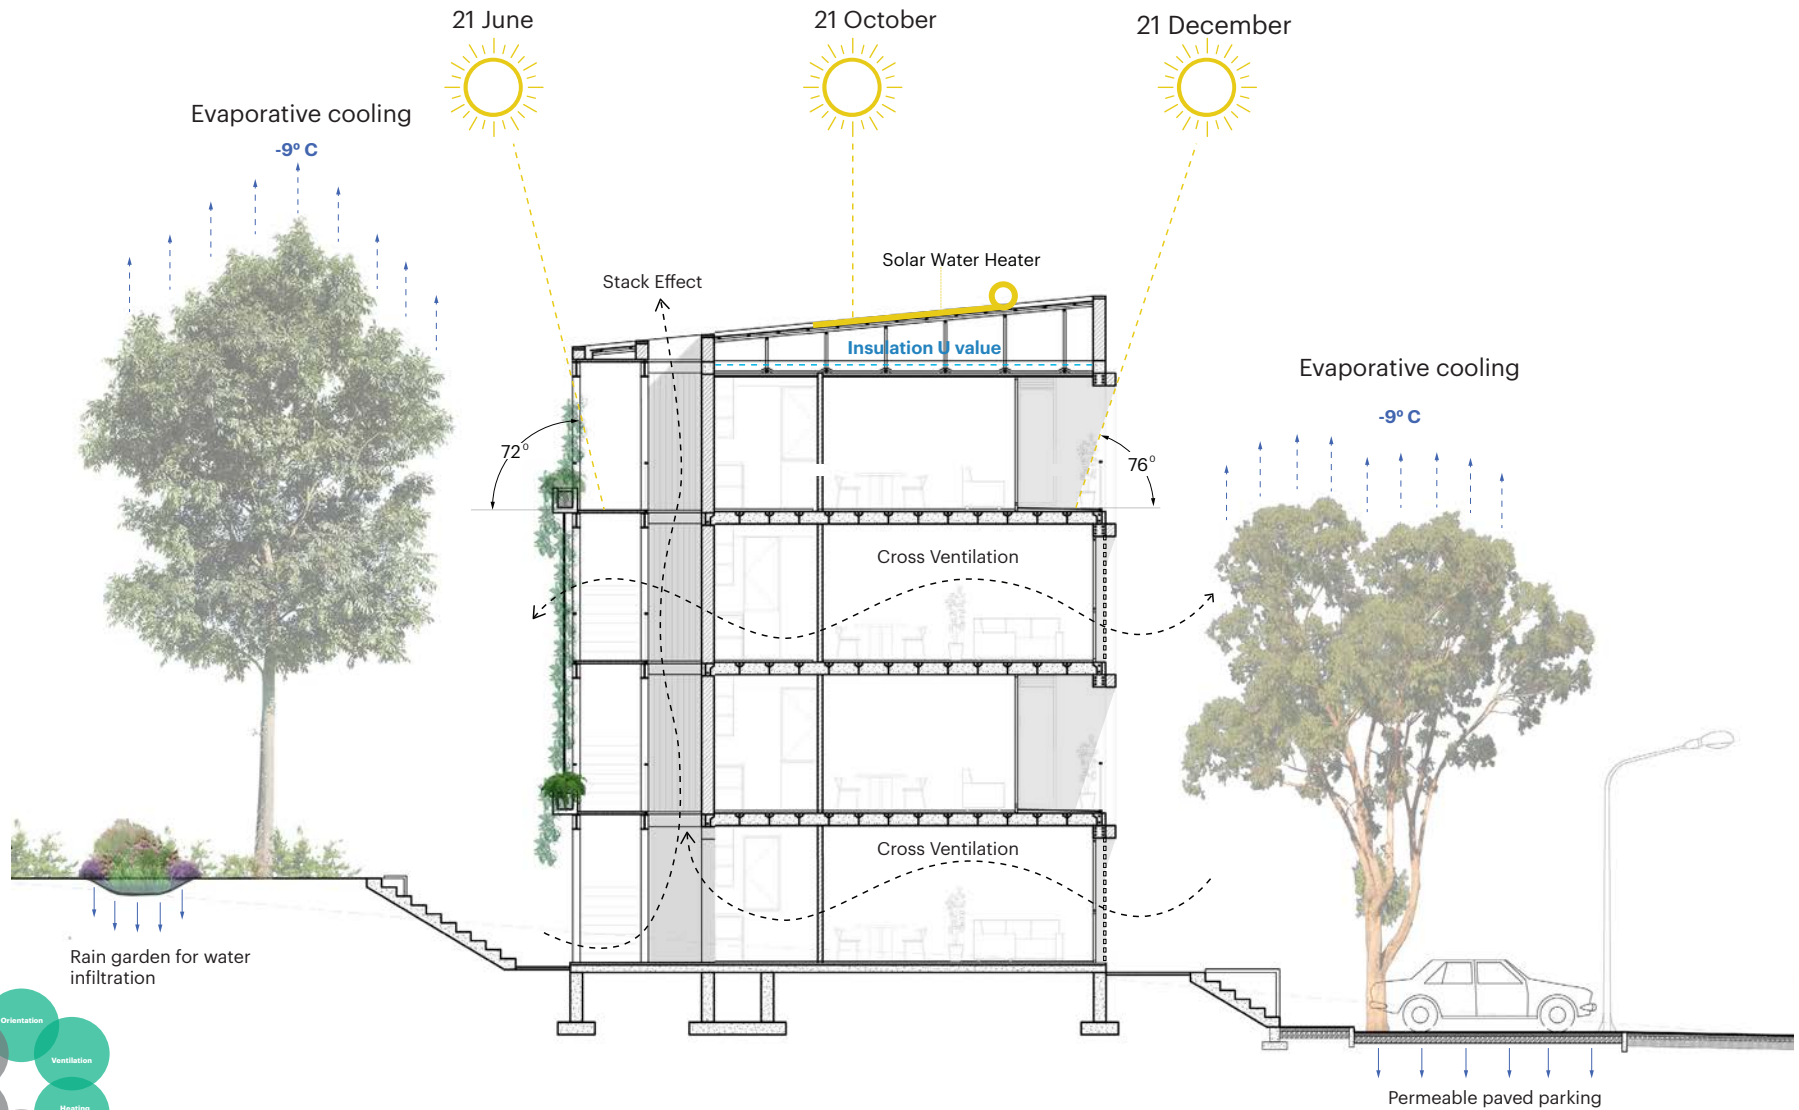 21 June
21 October
21 December
Evaporative cooling
-9º C
Stack Effect
Solar Water Heater
Insulation U value
Evaporative cooling
-9º C
72°
76°
Cross Ventilation
Cross Ventilation
Rain garden for water
infiltration
Orientation
Ventilation
Heating
Permeable paved parking